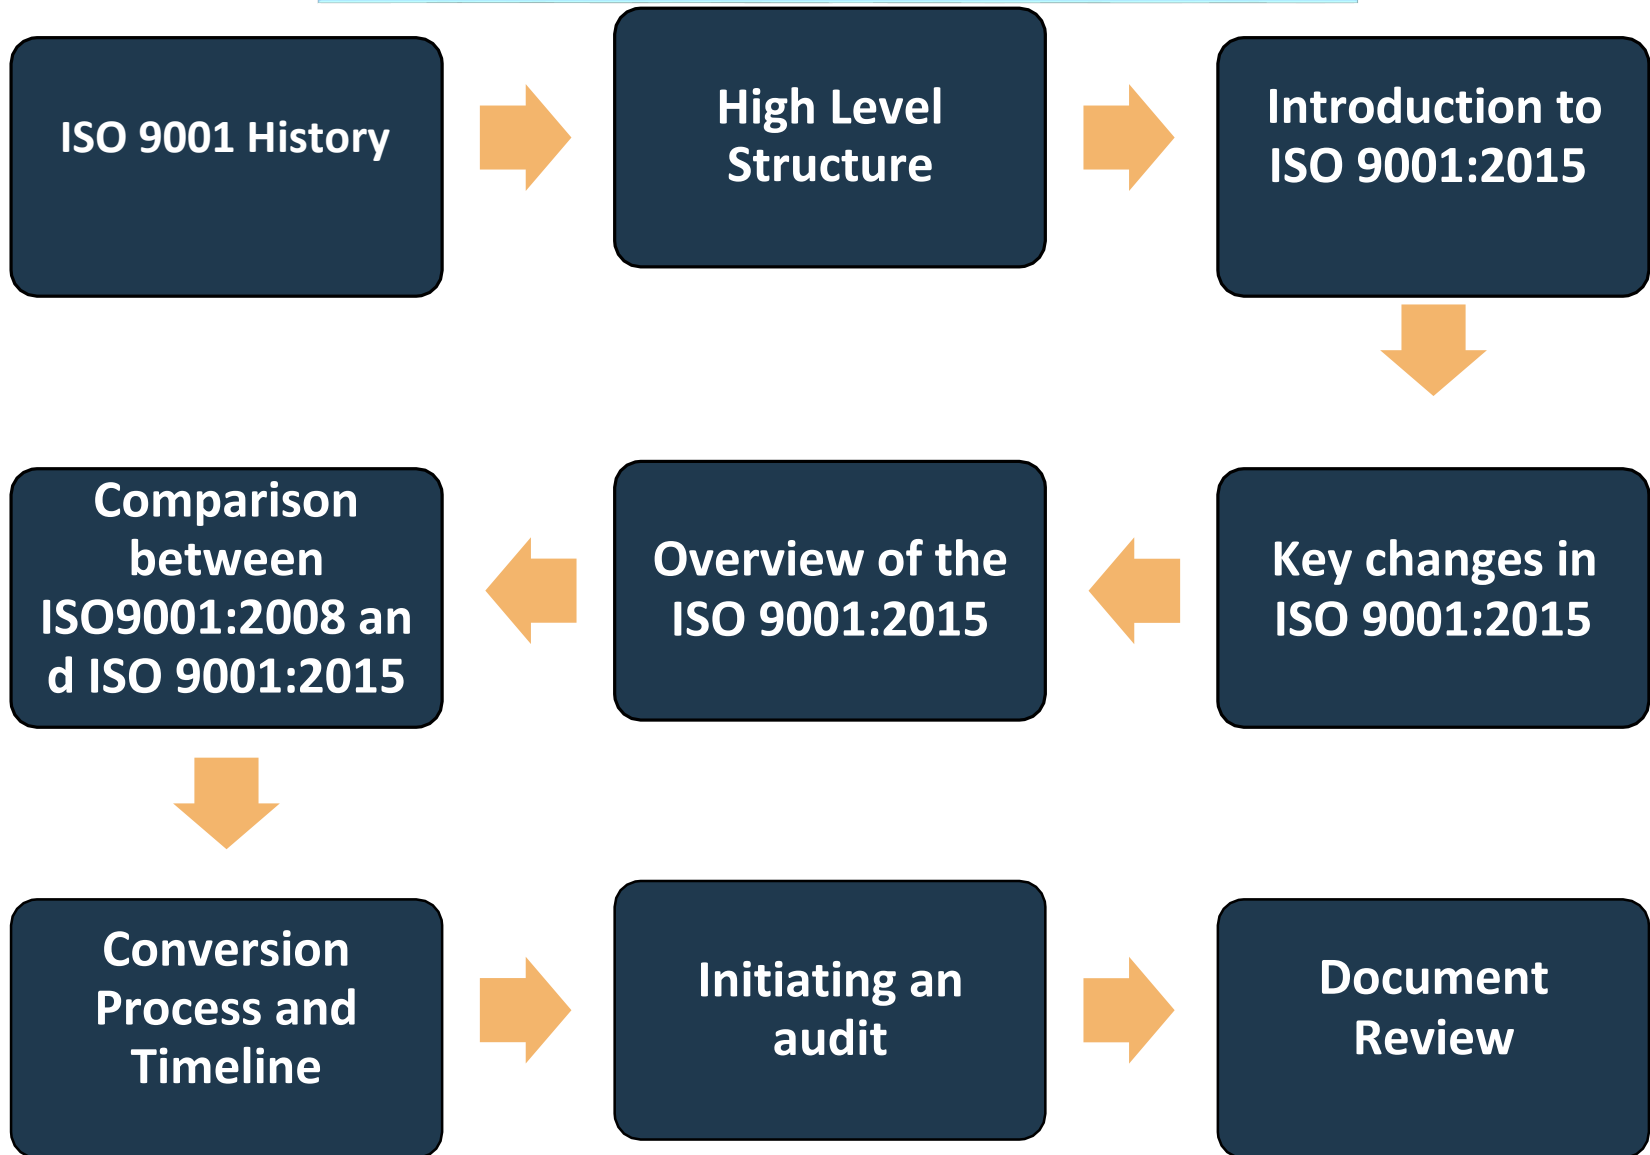 ISO 9001 History
High Level
Structure
Introduction to
ISO 9001:2015
Key changes in
ISO 9001:2015
Overview of the
ISO 9001:2015
Comparison
between
ISO9001:2008 an
d ISO 9001:2015
Conversion
Process and
Timeline
Initiating an
audit
Document
Review